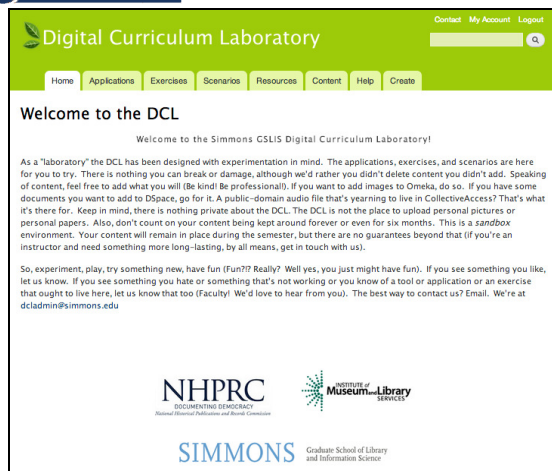 Contact My Account Logout
Digital Curriculum Laboratory
Home Applications Exercises Scenarios Resources Content Help Create
Welcome to the DCL
Welcome to the Simmons GSLIS Digital Curriculum Laboratory!
As a "laboratory" the DCL has been designed with experimentation in mind. The applications, exercises, and scenarios are here
for you to try. There is nothing you can break or damage, although we'd rather you didn't delete content you didn't add. Speaking
of content, feel free to add what you will (Be kind! Be professional!). If you want to add images to Omeka, do so. If you have some
documents you want to add to DSpace, go for it. A public-domain audio file that's yearning to live in CollectiveAccess? That's what
it's there for. Keep in mind, there is nothing private about the DCL. The DCL is not the place to upload personal pictures or
personal papers. Also, don't count on your content being kept around forever or even for six months. This is a sandbox
environment. Your content will remain in place during the semester, but there are no guarantees beyond that (if you're an
instructor and need something more long-lasting, by all means, get in touch with us).
So, experiment, play, try something new, have fun (Fun?!? Really? Well yes, you just might have fun). If you see something you like,
let us know. If you see something you hate or something that's not working or you know of a tool or application or an exercise
that ought to live here, let us know that too (Faculty! We'd love to hear from you). The best way to contact us? Email. We're at
dcladmin@simmons.edu
NHPRC
DOCUMENTING DEMOCRACY
National Historical Publications and Records Commission
INSTITUTE of
Museum and Library
SERVICES
SIMMONS
Graduate School of Library
and Information Science